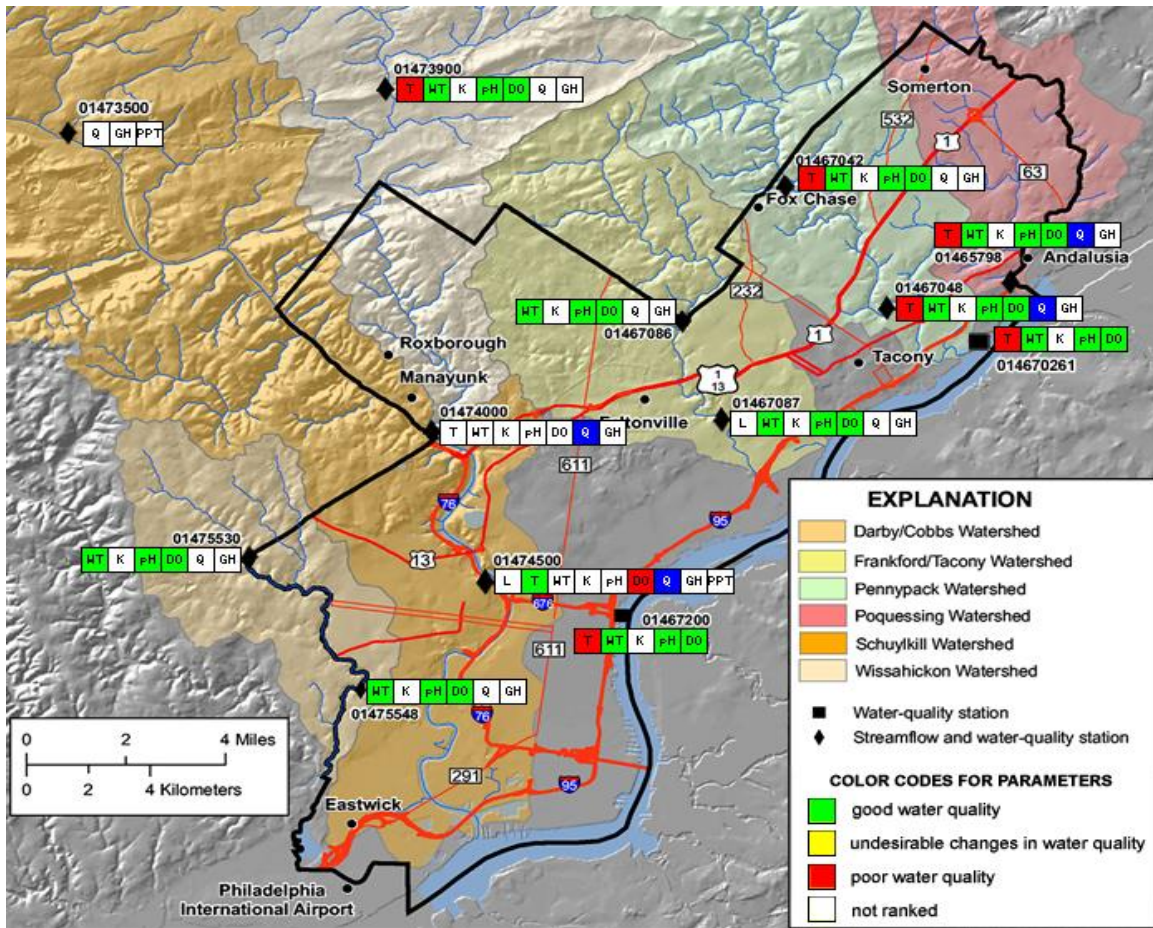 Somerton
01473900
T WT K pH DO Q GH
01473500
Q GH PPT
532
1
01467042
T WT K pH DO Q GH
63
Fox Chase
T WT K pH DO Q GH
01465798
Andalusia
232
01467048
T WT K pH DO Q GH
WT K pH DO Q GH
01467086
1
T WT K pH DO
014670261
Roxborough
Tacony
Manayunk
1
13
01467087
L WT K pH DO Q GH
01474000
T WT K pH DO Q GH
611
76
95
01475530
WT K pH DO Q GH
13
01474500
L T WT K pH DO Q GH PPT
676
01467200
T WT K pH DO
611
WT K pH DO Q GH
01475548
76
291
95
Eastwick
Philadelphia
International Airport
0 2 4 Miles
0 2 4 Kilometers
EXPLANATION
Darby/Cobbs Watershed
Frankford/Tacony Watershed
Pennypack Watershed
Poquessing Watershed
Schuylkill Watershed
Wissahickon Watershed
Water-quality station
Streamflow and water-quality station
COLOR CODES FOR PARAMETERS
good water quality
undesirable changes in water quality
poor water quality
not ranked